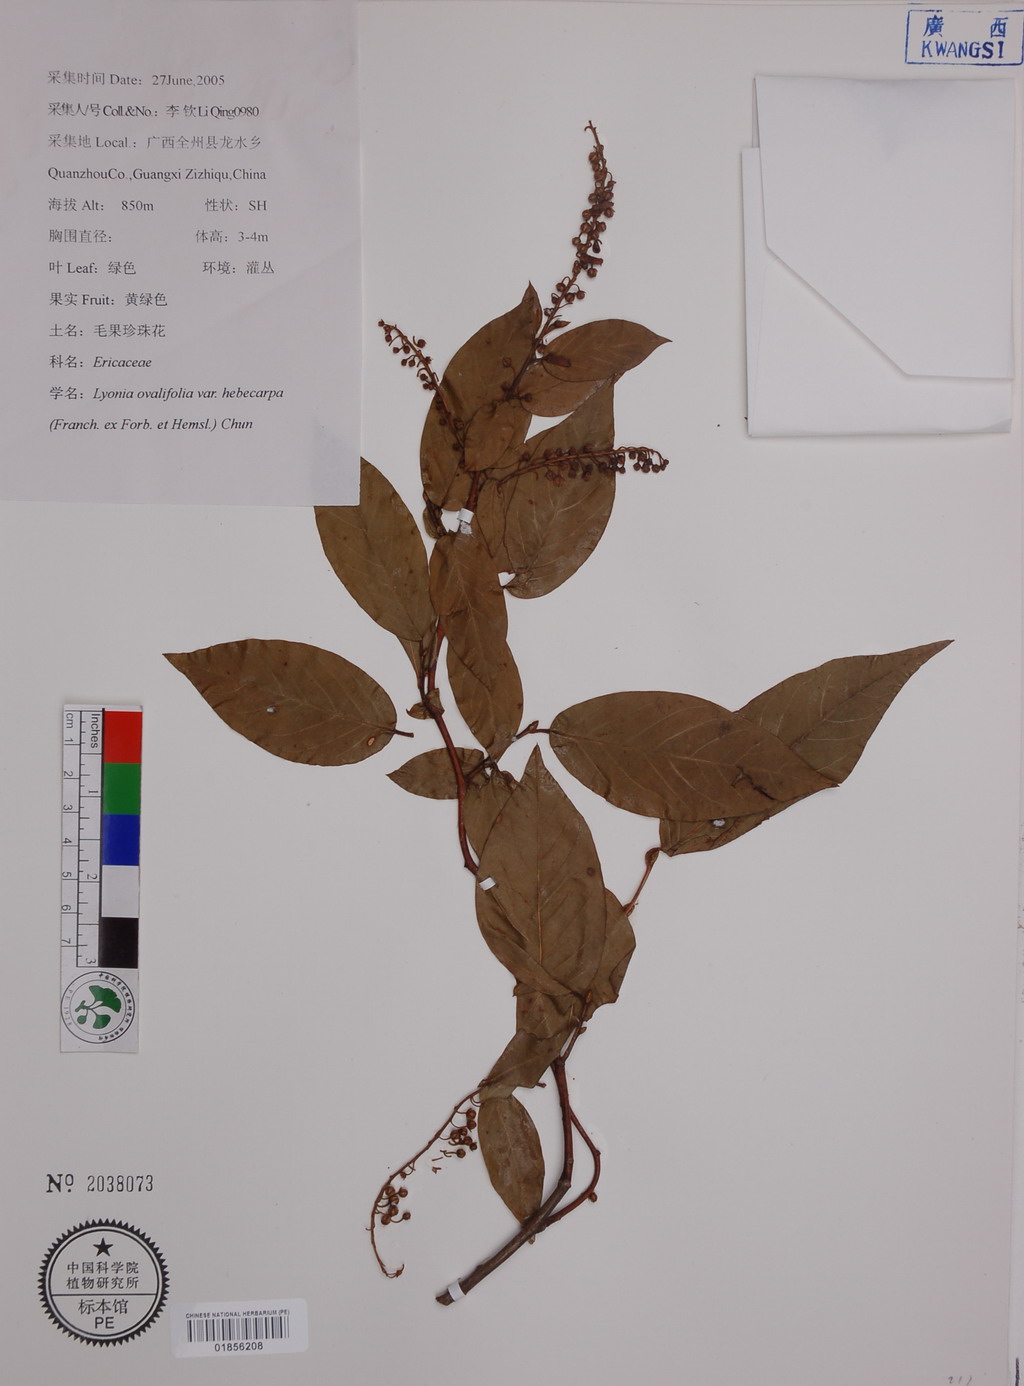 廣 西
KWANGSI
采集时间 Date: 27June,2005
采集人/号 Coll.&No.: 李 钦 Li Qing0980
采集地 Local.: 广西全州县龙水乡
QuanzhouCo.,Guangxi Zizhiqu,China
海拔 Alt: 850m 性状: SH
胸围直径: 体高: 3-4m
叶 Leaf: 绿色 环境: 灌丛
果实 Fruit: 黄绿色
土名: 毛果珍珠花
科名: Ericaceae
学名: Lyonia ovalifolia var. hebecarpa
(Franch. ex Forb. et Hemsl.) Chun
cm 1 2 3 4 5 6 7
Inches 1 2 3
№ 2038073
中国科学院
植物研究所
标本馆
PE
CHINESE NATIONAL HERBARIUM (PE)
01856208